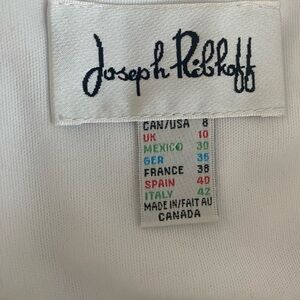 Joseph Ribkoff
CAN/USA 8
UK 10
MEXICO 30
GER 36
FRANCE 38
SPAIN 40
ITALY 42
MADE IN/FAIT AU
CANADA